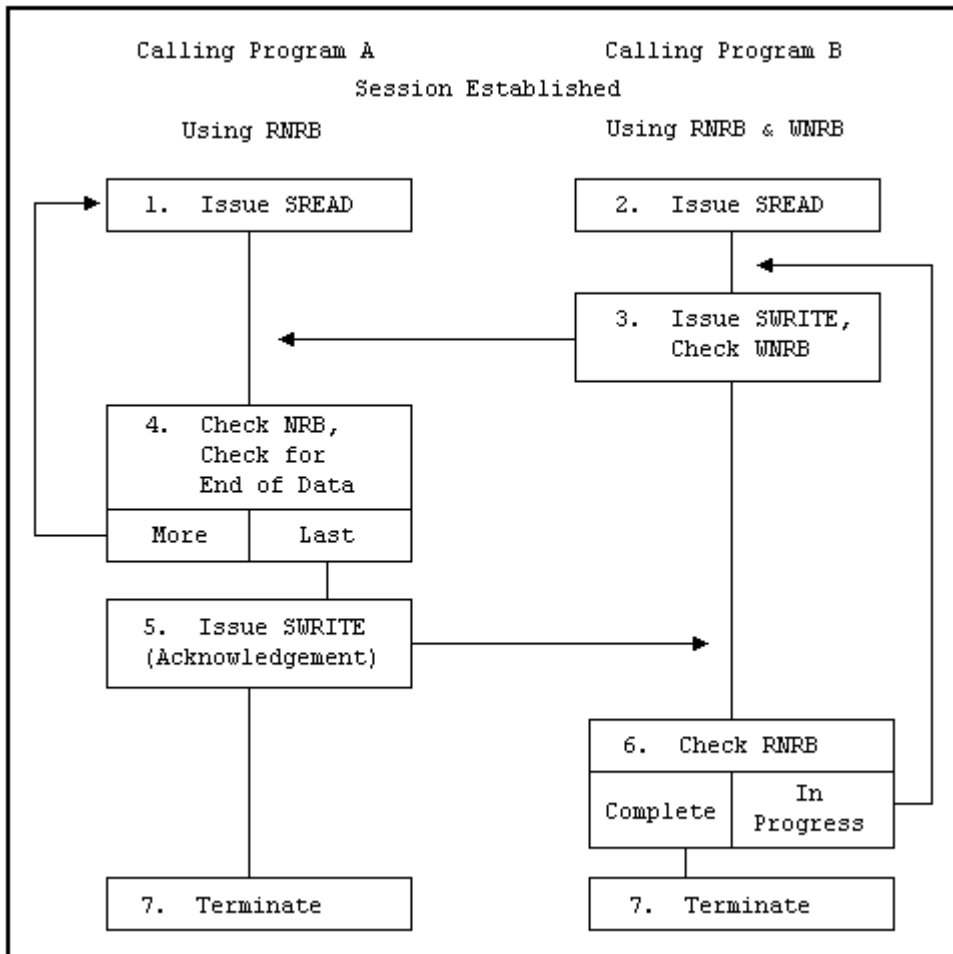 Calling Program A
Calling Program B
Session Established
Using RNRB
Using RNRB & WNRB
1. Issue SREAD
2. Issue SREAD
3. Issue SWRITE,
Check WNRB
4. Check NRB,
Check for
End of Data
More
Last
5. Issue SWRITE
(Acknowledgement)
6. Check RNRB
Complete
In
Progress
7. Terminate
7. Terminate